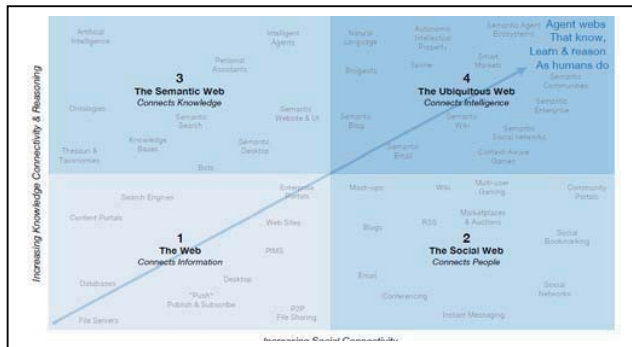 Increasing Knowledge Connectivity & Reasoning
Artificial
Intelligence
Intelligent
Agents
Personal
Assistants
3
The Semantic Web
Connects Knowledge
Ontologies
Semantic
Search
Semantic
Website & UI
Knowledge
Bases
Semantic
Desktop
Thesauri &
Taxonomies
Bots
Natural
Language
Autonomic
Intellectual
Property
Semantic Agent
Ecosystems
Agent webs
That know,
Learn & reason
As humans do
Smart
Markets
4
The Ubiquitous Web
Connects Intelligence
Semantic
Communities
Semantic
Enterprise
Semantic
Blog
Semantic
Wiki
Semantic
Social networks
Semantic
Email
Context-Aware
Games
Search Engines
Enterprise
Portals
Content Portals
Web Sites
1
The Web
Connects Information
PIMS
Databases
Desktop
"Push"
Publish & Subscribe
File Servers
P2P
File Sharing
Mash-ups
Wiki
Multi-user
Gaming
Community
Portals
Blogs
RSS
Marketplaces
& Auctions
2
The Social Web
Connects People
Social
Bookmarking
Email
Conferencing
Social
Networks
Instant Messaging
Increasing Social Connectivity